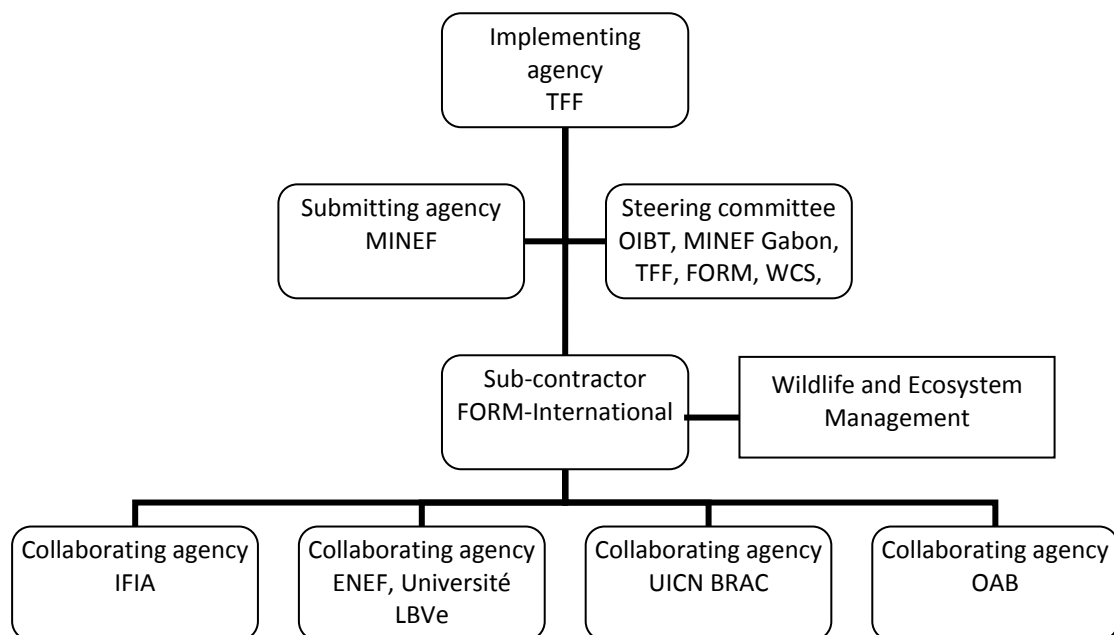 Implementing
agency
TFF
Submitting agency
MINEF
Steering committee
OIBT, MINEF Gabon,
TFF, FORM, WCS,
Sub-contractor
FORM-International
Wildlife and Ecosystem
Management
Collaborating agency
IFIA
Collaborating agency
ENEF, Université
LBVe
Collaborating agency
UICN BRAC
Collaborating agency
OAB